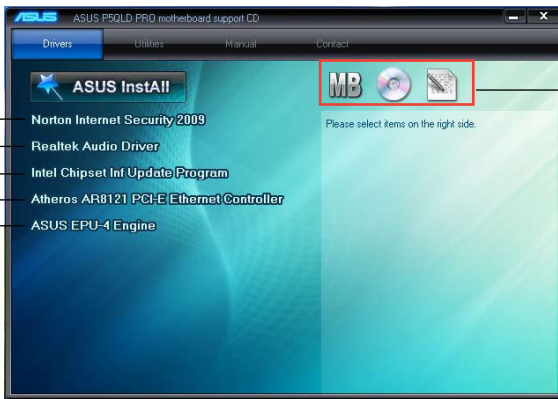 ASUS ASUS P5QLD PRO motherboard support CD
Drivers Utilities Manual Contact
ASUS InstAll MB
Norton Internet Security 2009 Please select items on the right side.
Realtek Audio Driver
Intel Chipset Inf Update Program
Atheros AR8121 PCI-E Ethernet Controller
ASUS EPU-4 Engine